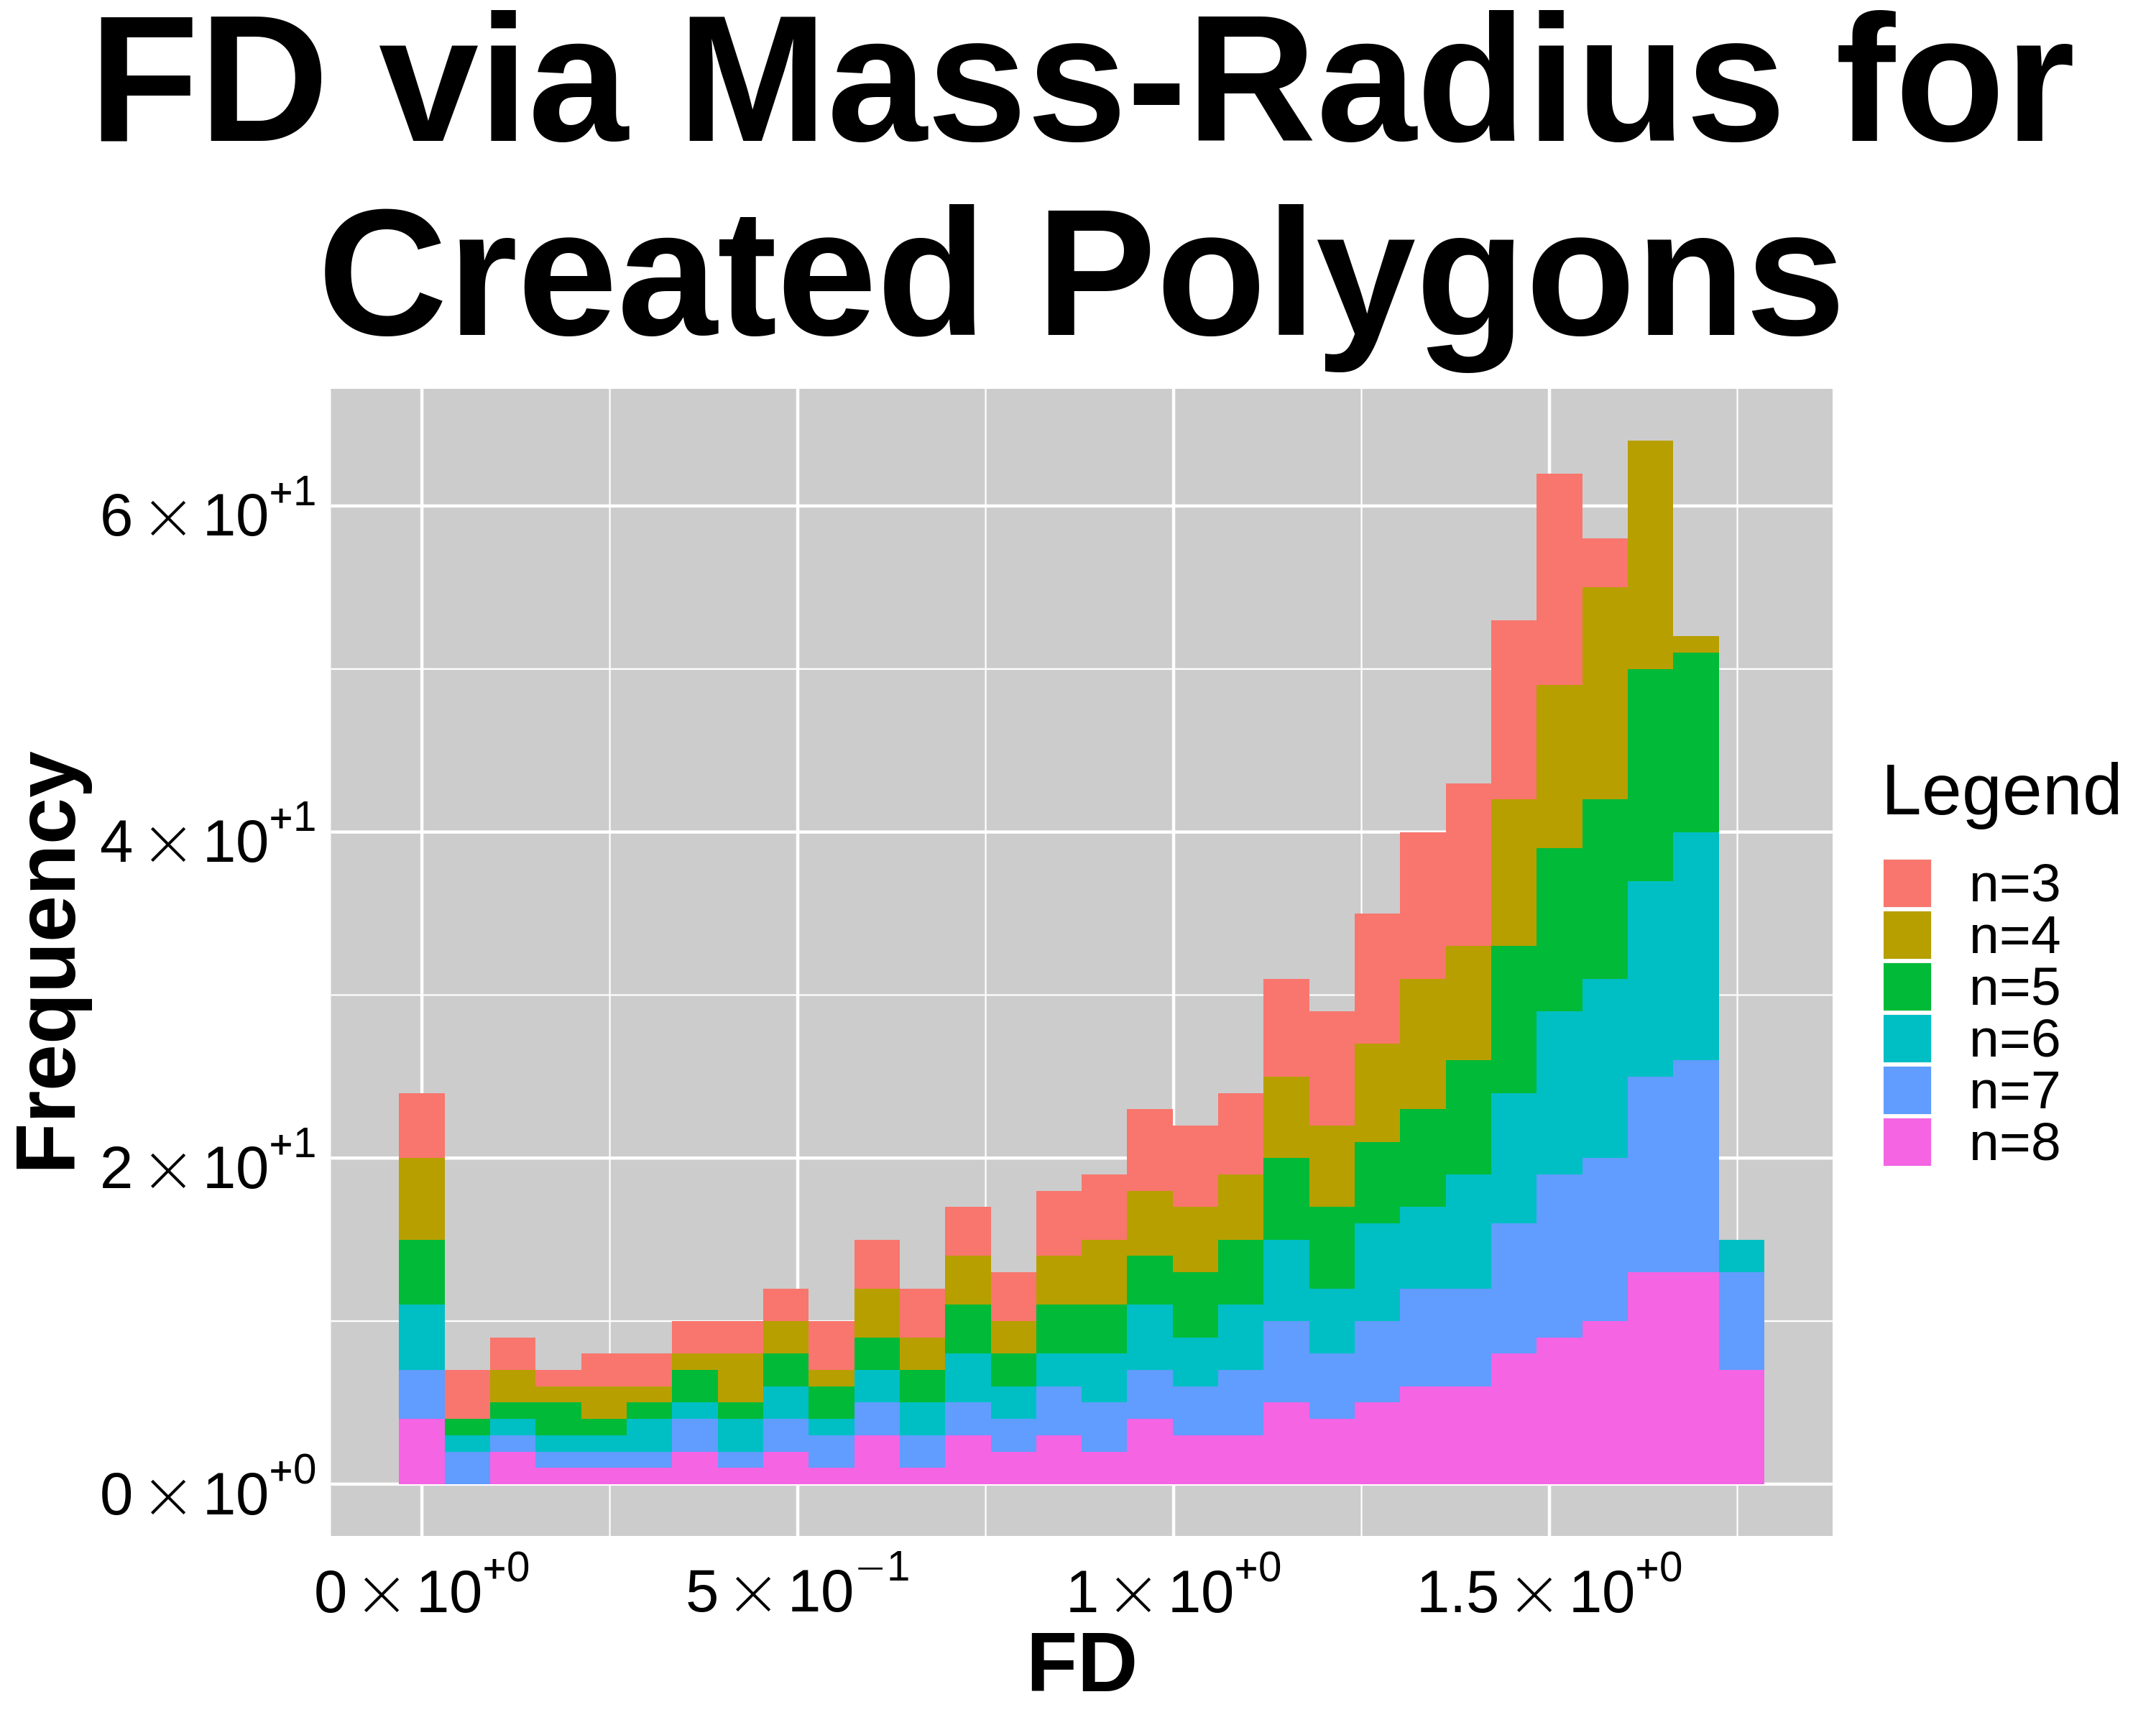 FD via Mass-Radius for
Created Polygons
Frequency
6 × 10⁺¹
4 × 10⁺¹
2 × 10⁺¹
0 × 10⁺⁰
0 × 10⁺⁰ 5 × 10⁻¹ 1 × 10⁺⁰ 1.5 × 10⁺⁰
FD
Legend
n=3
n=4
n=5
n=6
n=7
n=8